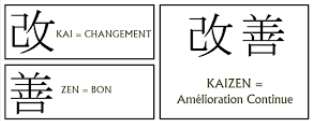 改 KAI = CHANGEMENT
善 ZEN = BON
改善
KAIZEN =
Amélioration Continue